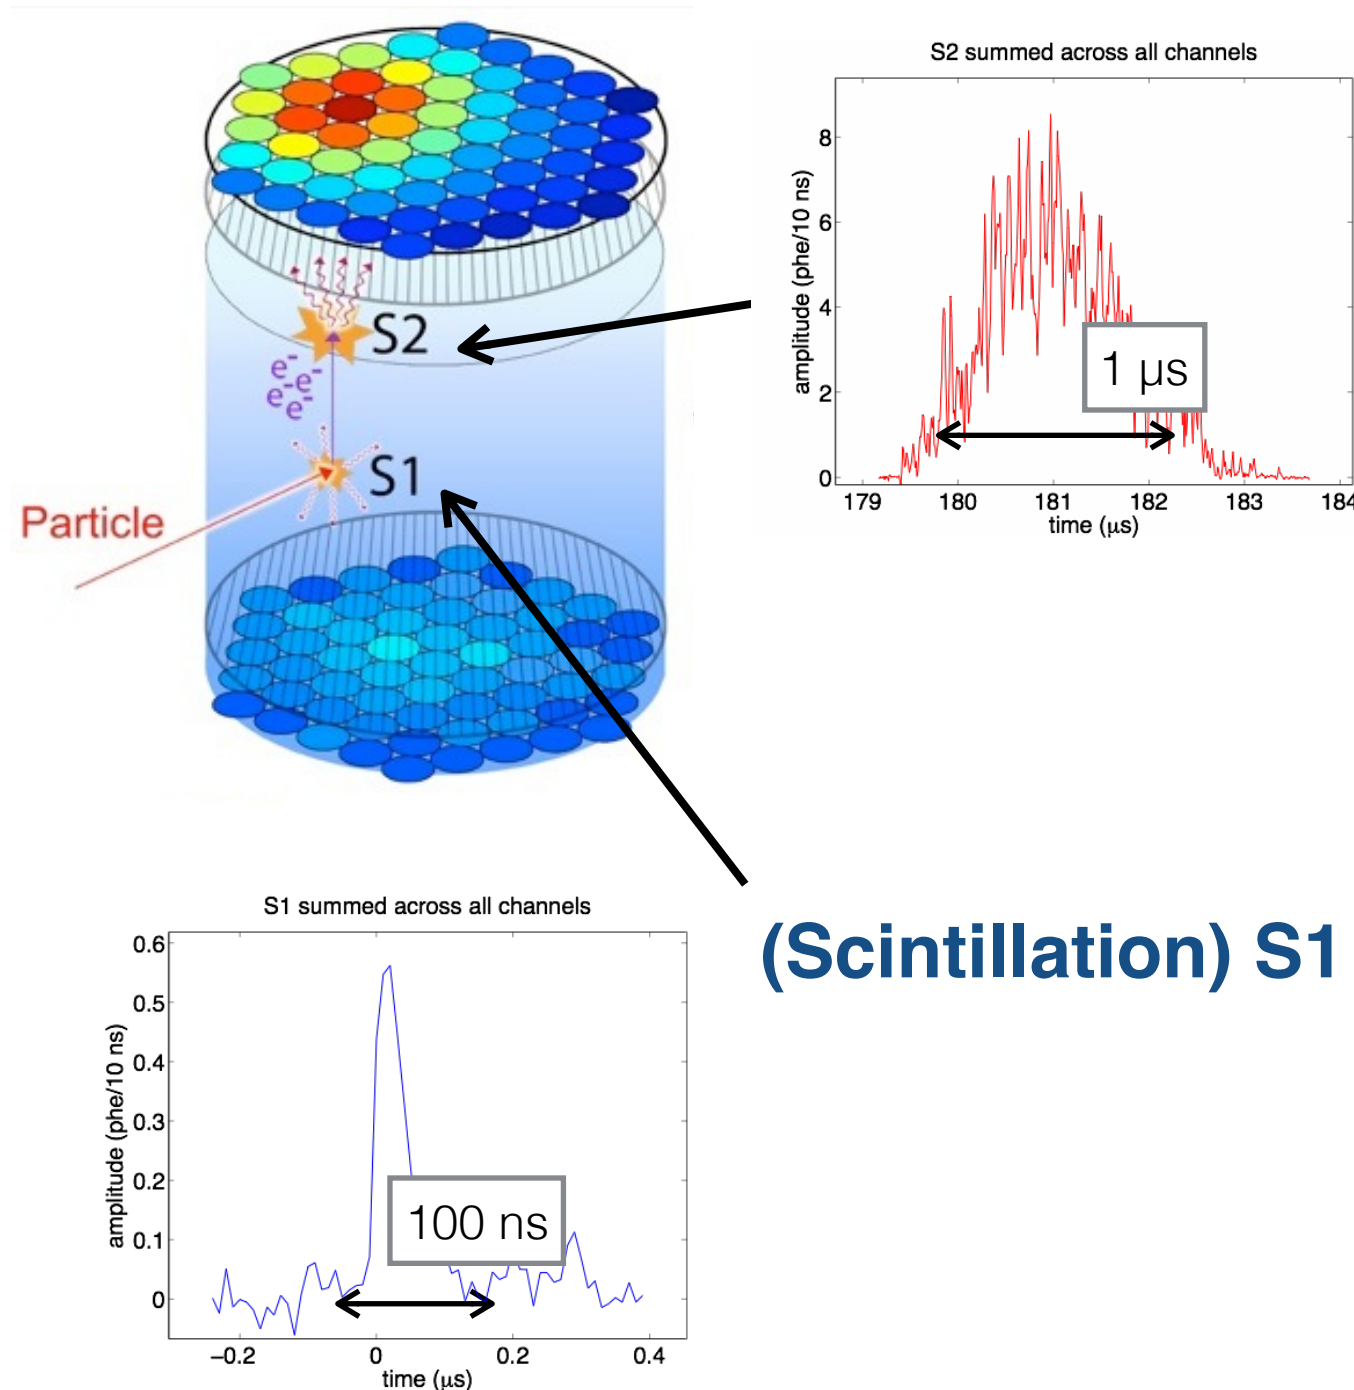 S2 summed across all channels
amplitude (phe/10 ns)
8
6
4
2
0
1 µs
179 180 181 182 183 184
time (µs)
S2
e-
e- e-
e- e-
S1
Particle
(Scintillation) S1
S1 summed across all channels
amplitude (phe/10 ns)
0.6
0.5
0.4
0.3
0.2
0.1
0
100 ns
−0.2 0 0.2 0.4
time (µs)